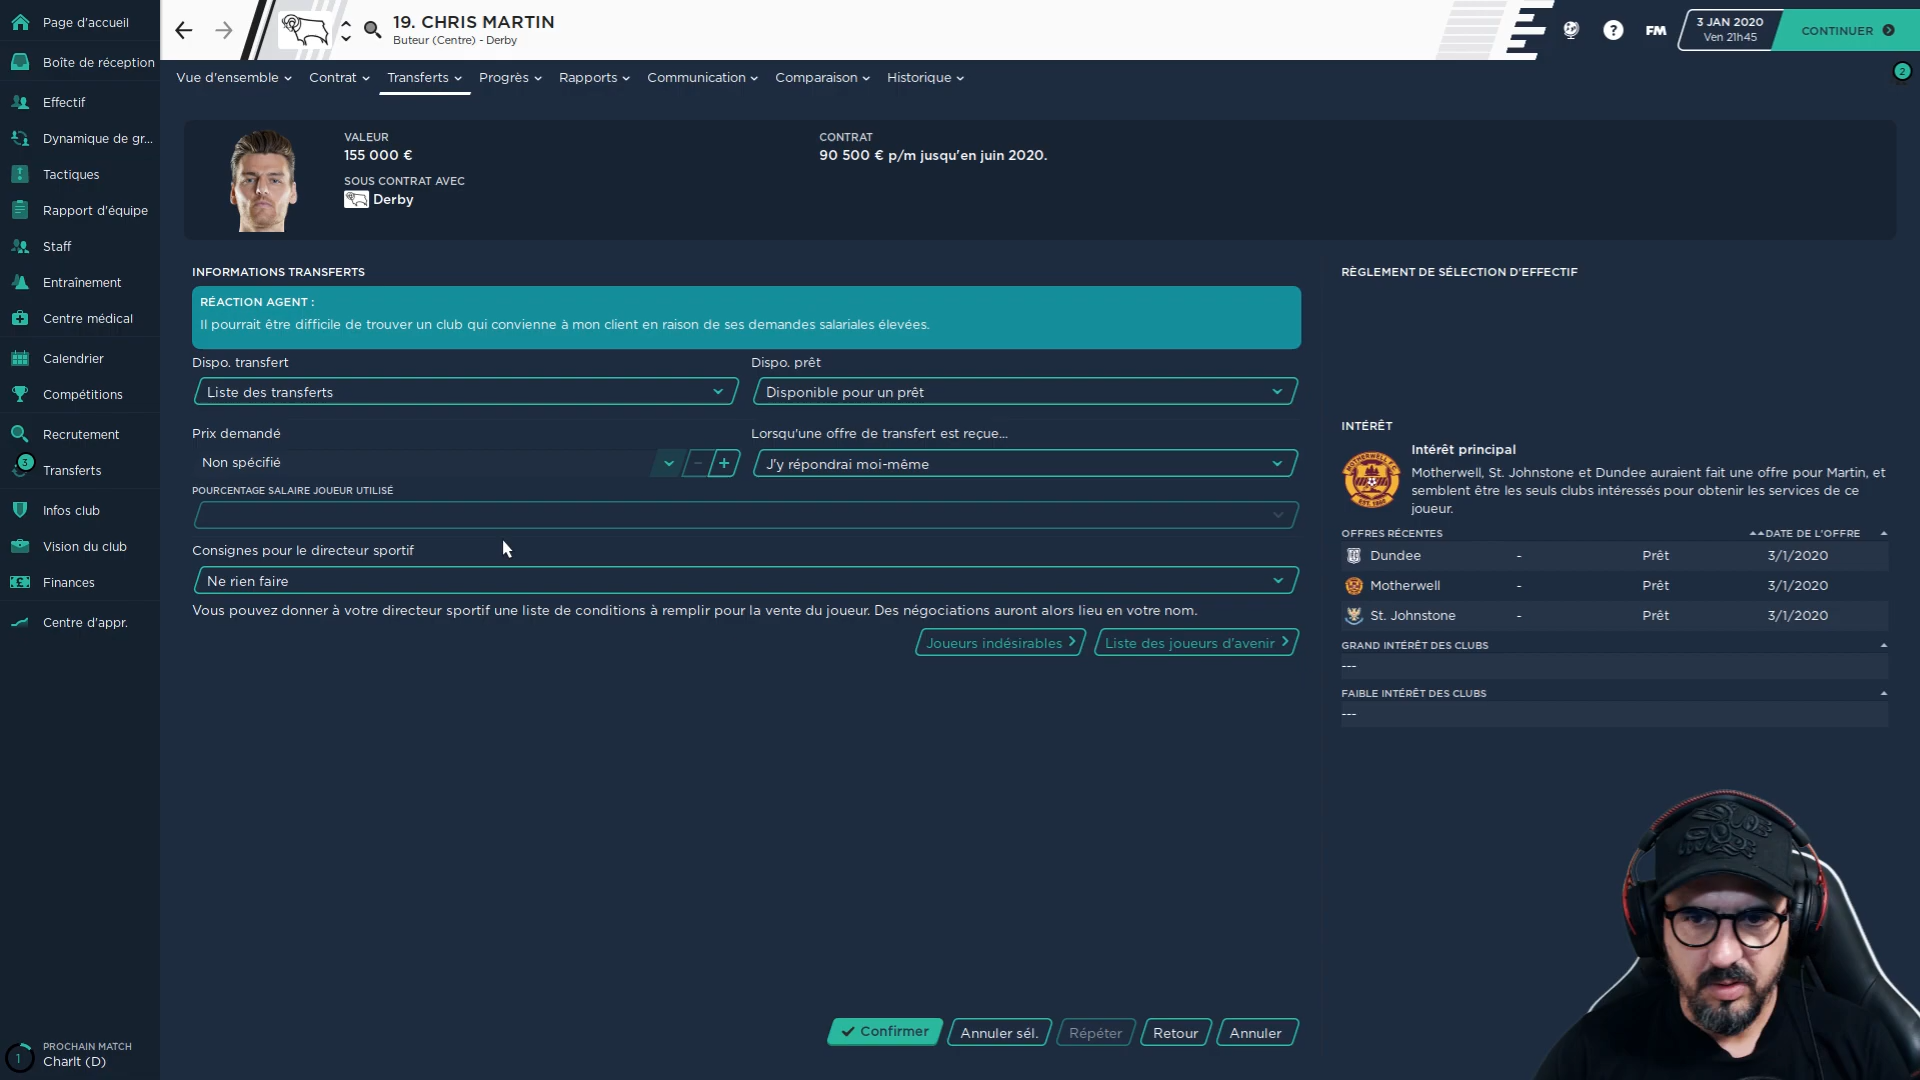 Page d'accueil
Boîte de réception
Effectif
Dynamique de gr...
Tactiques
Rapport d'équipe
Staff
Entraînement
Centre médical
Calendrier
Compétitions
Recrutement
3
Transferts
Infos club
Vision du club
Finances
Centre d'appr.
1
PROCHAIN MATCH
Charlt (D)
19. CHRIS MARTIN
Buteur (Centre) - Derby
?
FM
3 JAN 2020
Ven 21h45
CONTINUER
2
Vue d'ensemble
Contrat
Transferts
Progrès
Rapports
Communication
Comparaison
Historique
VALEUR
155 000 €
SOUS CONTRAT AVEC
Derby
CONTRAT
90 500 € p/m jusqu'en juin 2020.
INFORMATIONS TRANSFERTS
RÉACTION AGENT :
Il pourrait être difficile de trouver un club qui convienne à mon client en raison de ses demandes salariales élevées.
Dispo. transfert
Liste des transferts
Dispo. prêt
Disponible pour un prêt
Prix demandé
Non spécifié
Lorsqu'une offre de transfert est reçue...
J'y répondrai moi-même
POURCENTAGE SALAIRE JOUEUR UTILISÉ
Consignes pour le directeur sportif
Ne rien faire
Vous pouvez donner à votre directeur sportif une liste de conditions à remplir pour la vente du joueur. Des négociations auront alors lieu en votre nom.
Joueurs indésirables
Liste des joueurs d'avenir
Confirmer
Annuler sél.
Répéter
Retour
Annuler
RÈGLEMENT DE SÉLECTION D'EFFECTIF
INTÉRÊT
Intérêt principal
Motherwell, St. Johnstone et Dundee auraient fait une offre pour Martin, et
semblent être les seuls clubs intéressés pour obtenir les services de ce
joueur.
OFFRES RÉCENTES DATE DE L'OFFRE
Dundee - Prêt 3/1/2020
Motherwell - Prêt 3/1/2020
St. Johnstone - Prêt 3/1/2020
GRAND INTÉRÊT DES CLUBS
---
FAIBLE INTÉRÊT DES CLUBS
---